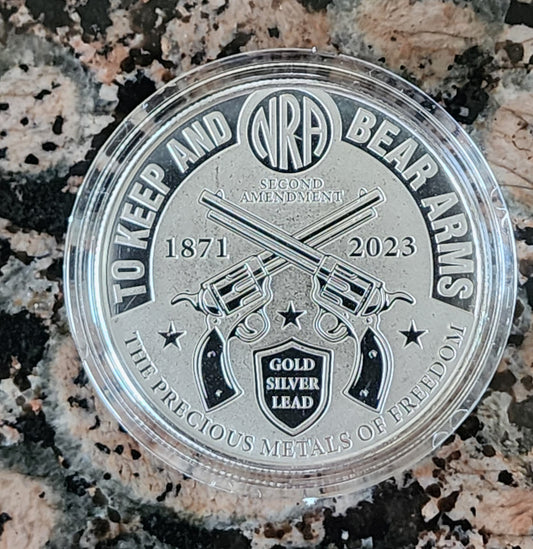 NRA
TO KEEP AND BEAR ARMS
SECOND
AMENDMENT
1871 2023
GOLD
SILVER
LEAD
THE PRECIOUS METALS OF FREEDOM